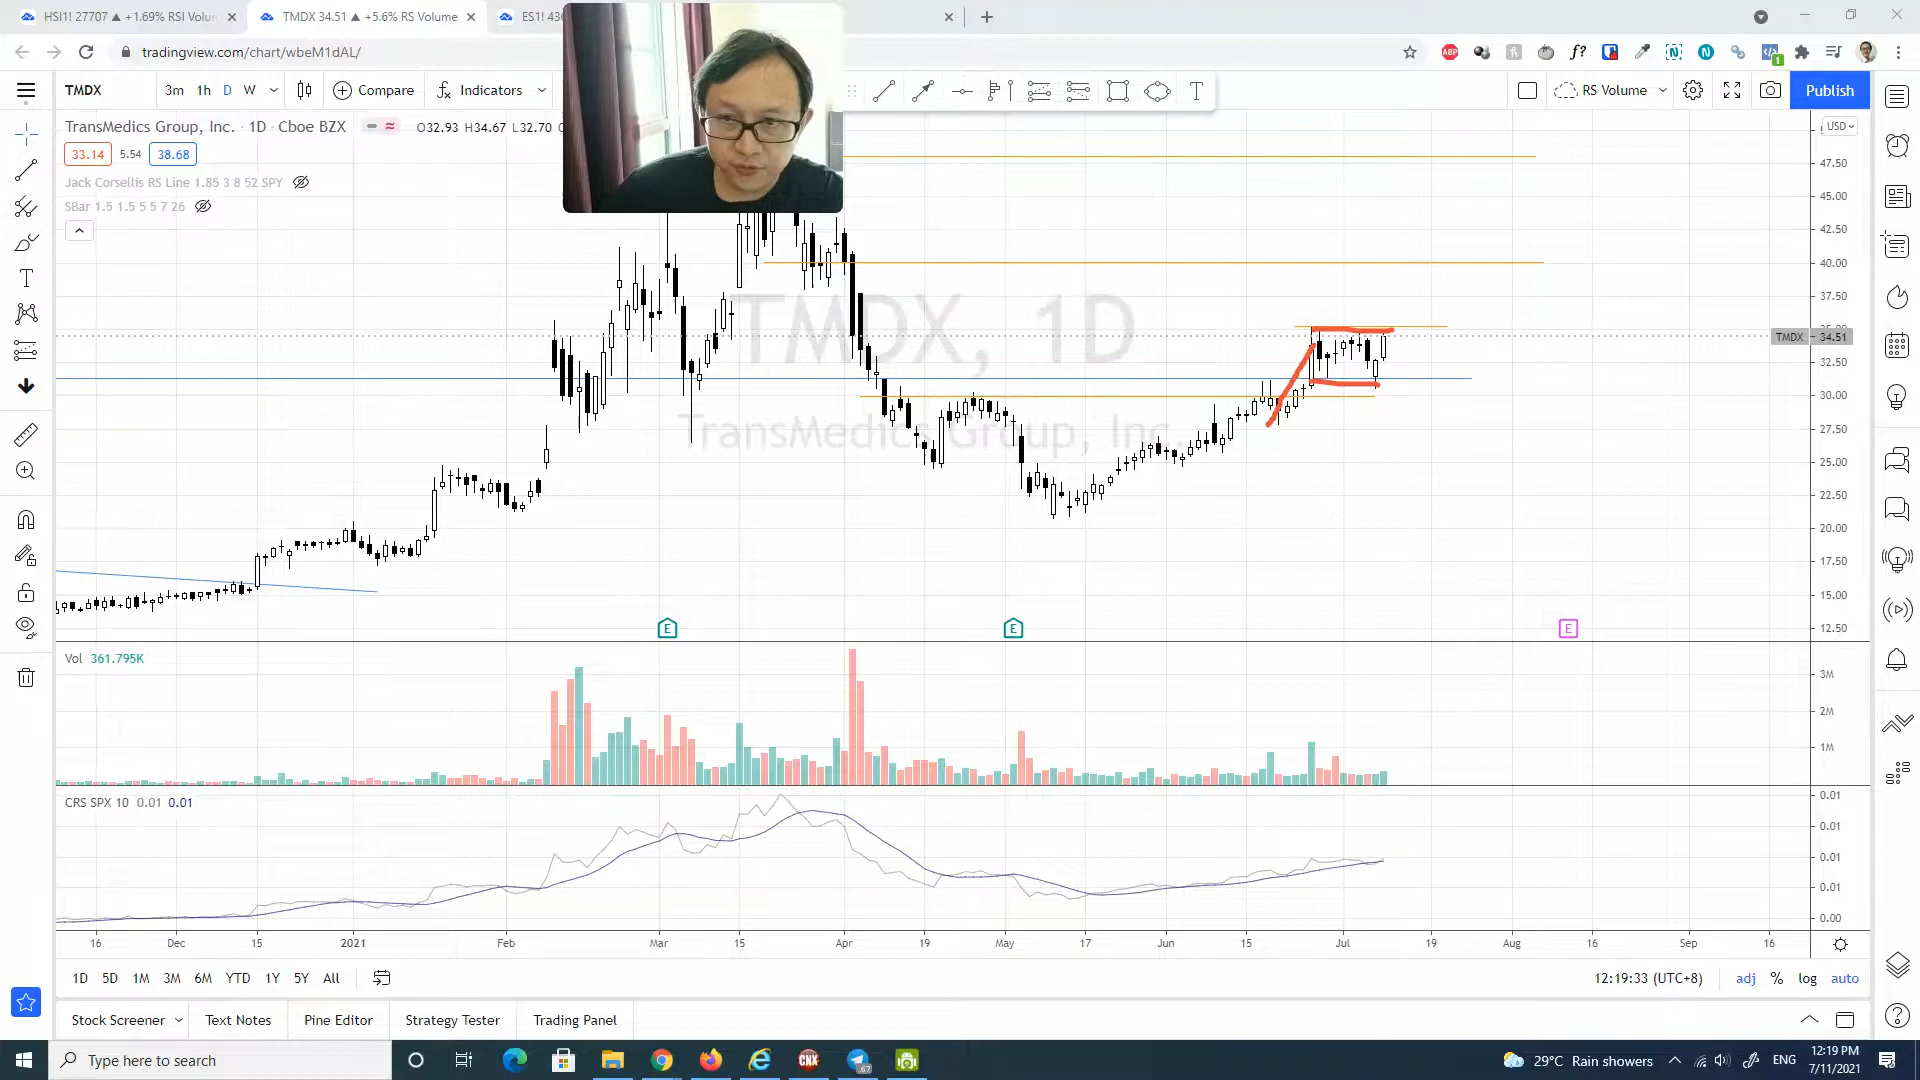 HSI1! 27707 ▲ +1.69% RSI Volun
TMDX 34.51 ▲ +5.6% RS Volume
ES1! 436
tradingview.com/chart/wbeM1dAL/
TMDX 3m 1h D W Compare Indicators
T RS Volume Publish
TransMedics Group, Inc. · 1D · Cboe BZX O32.93 H34.67 L32.70
33.14 5.54 38.68
Jack Corsellis RS Line 1.85 3 8 52 SPY
SBar 1.5 1.5 5 5 7 26
USD
47.50
45.00
42.50
40.00
37.50
TMDX 34.51
32.50
30.00
27.50
25.00
22.50
20.00
17.50
15.00
12.50
TMDX, 1D
TransMedics Group, Inc.
E E E
Vol 361.795K
3M
2M
1M
CRS SPX 10 0.01 0.01
0.01
0.01
0.01
0.01
0.00
16 Dec 15 2021 Feb Mar 15 Apr 19 May 17 Jun 15 Jul 19 Aug 16 Sep 16
1D 5D 1M 3M 6M YTD 1Y 5Y All
12:19:33 (UTC+8) adj % log auto
Stock Screener Text Notes Pine Editor Strategy Tester Trading Panel
Type here to search
29°C Rain showers
ENG
12:19 PM
7/11/2021